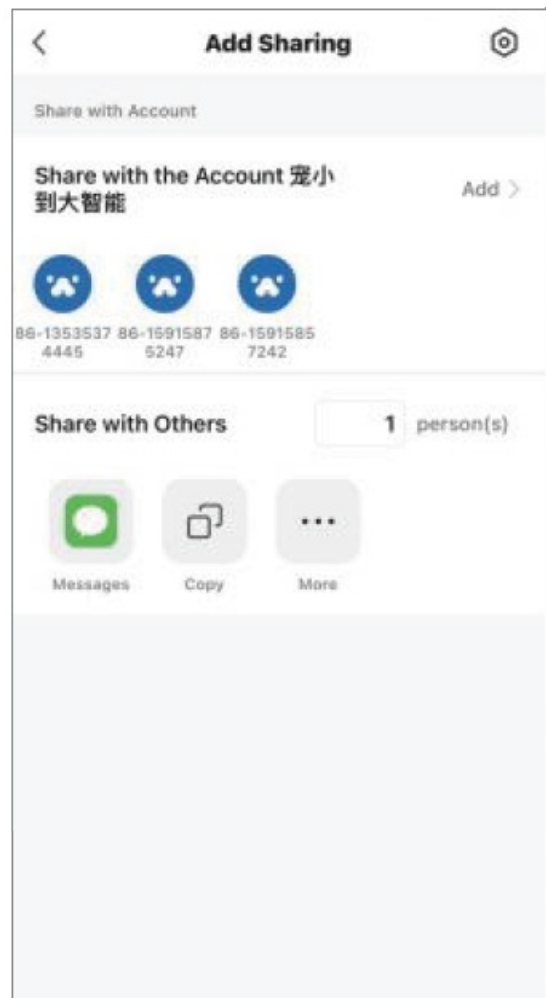 Add Sharing
Share with Account
Share with the Account 宠小
到大智能
Add >
86-1353537 86-1591587 86-1591585
4445 5247 7242
Share with Others
1 person(s)
Messages Copy More